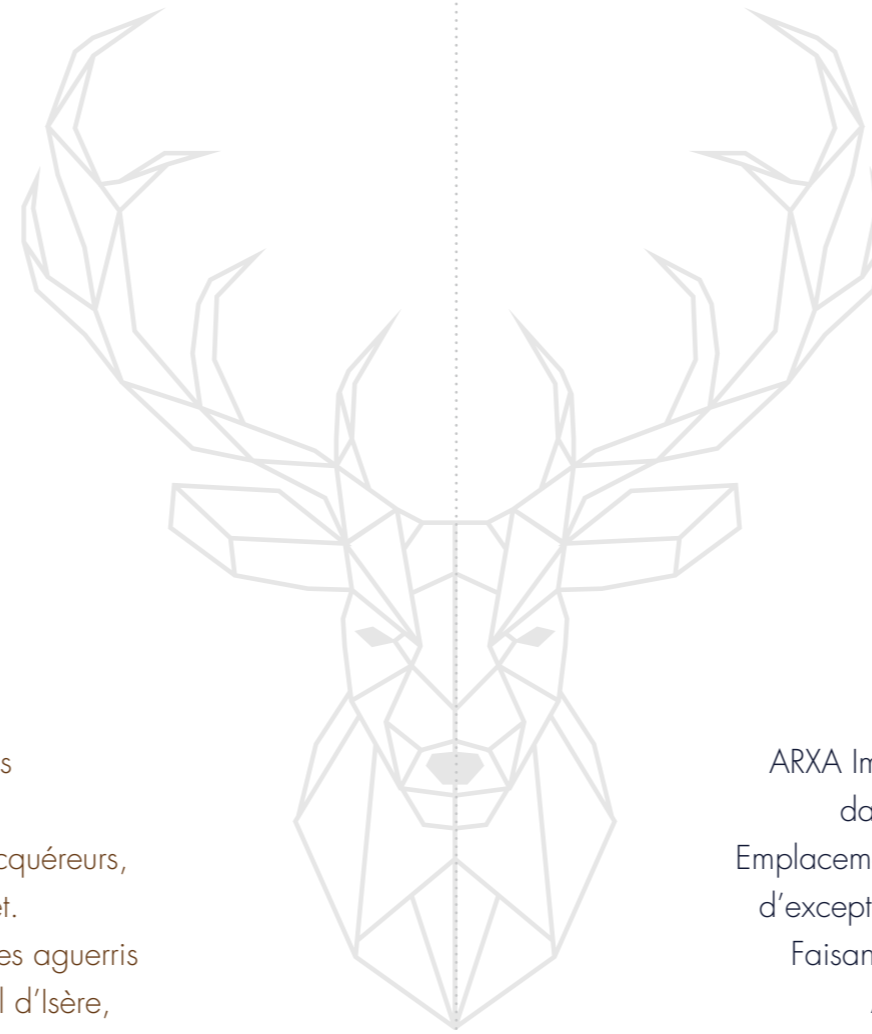 s
cquéreurs,
et.
es aguerris
l d’Isère,
ARXA Im
da
Emplacem
d’except
Faisan